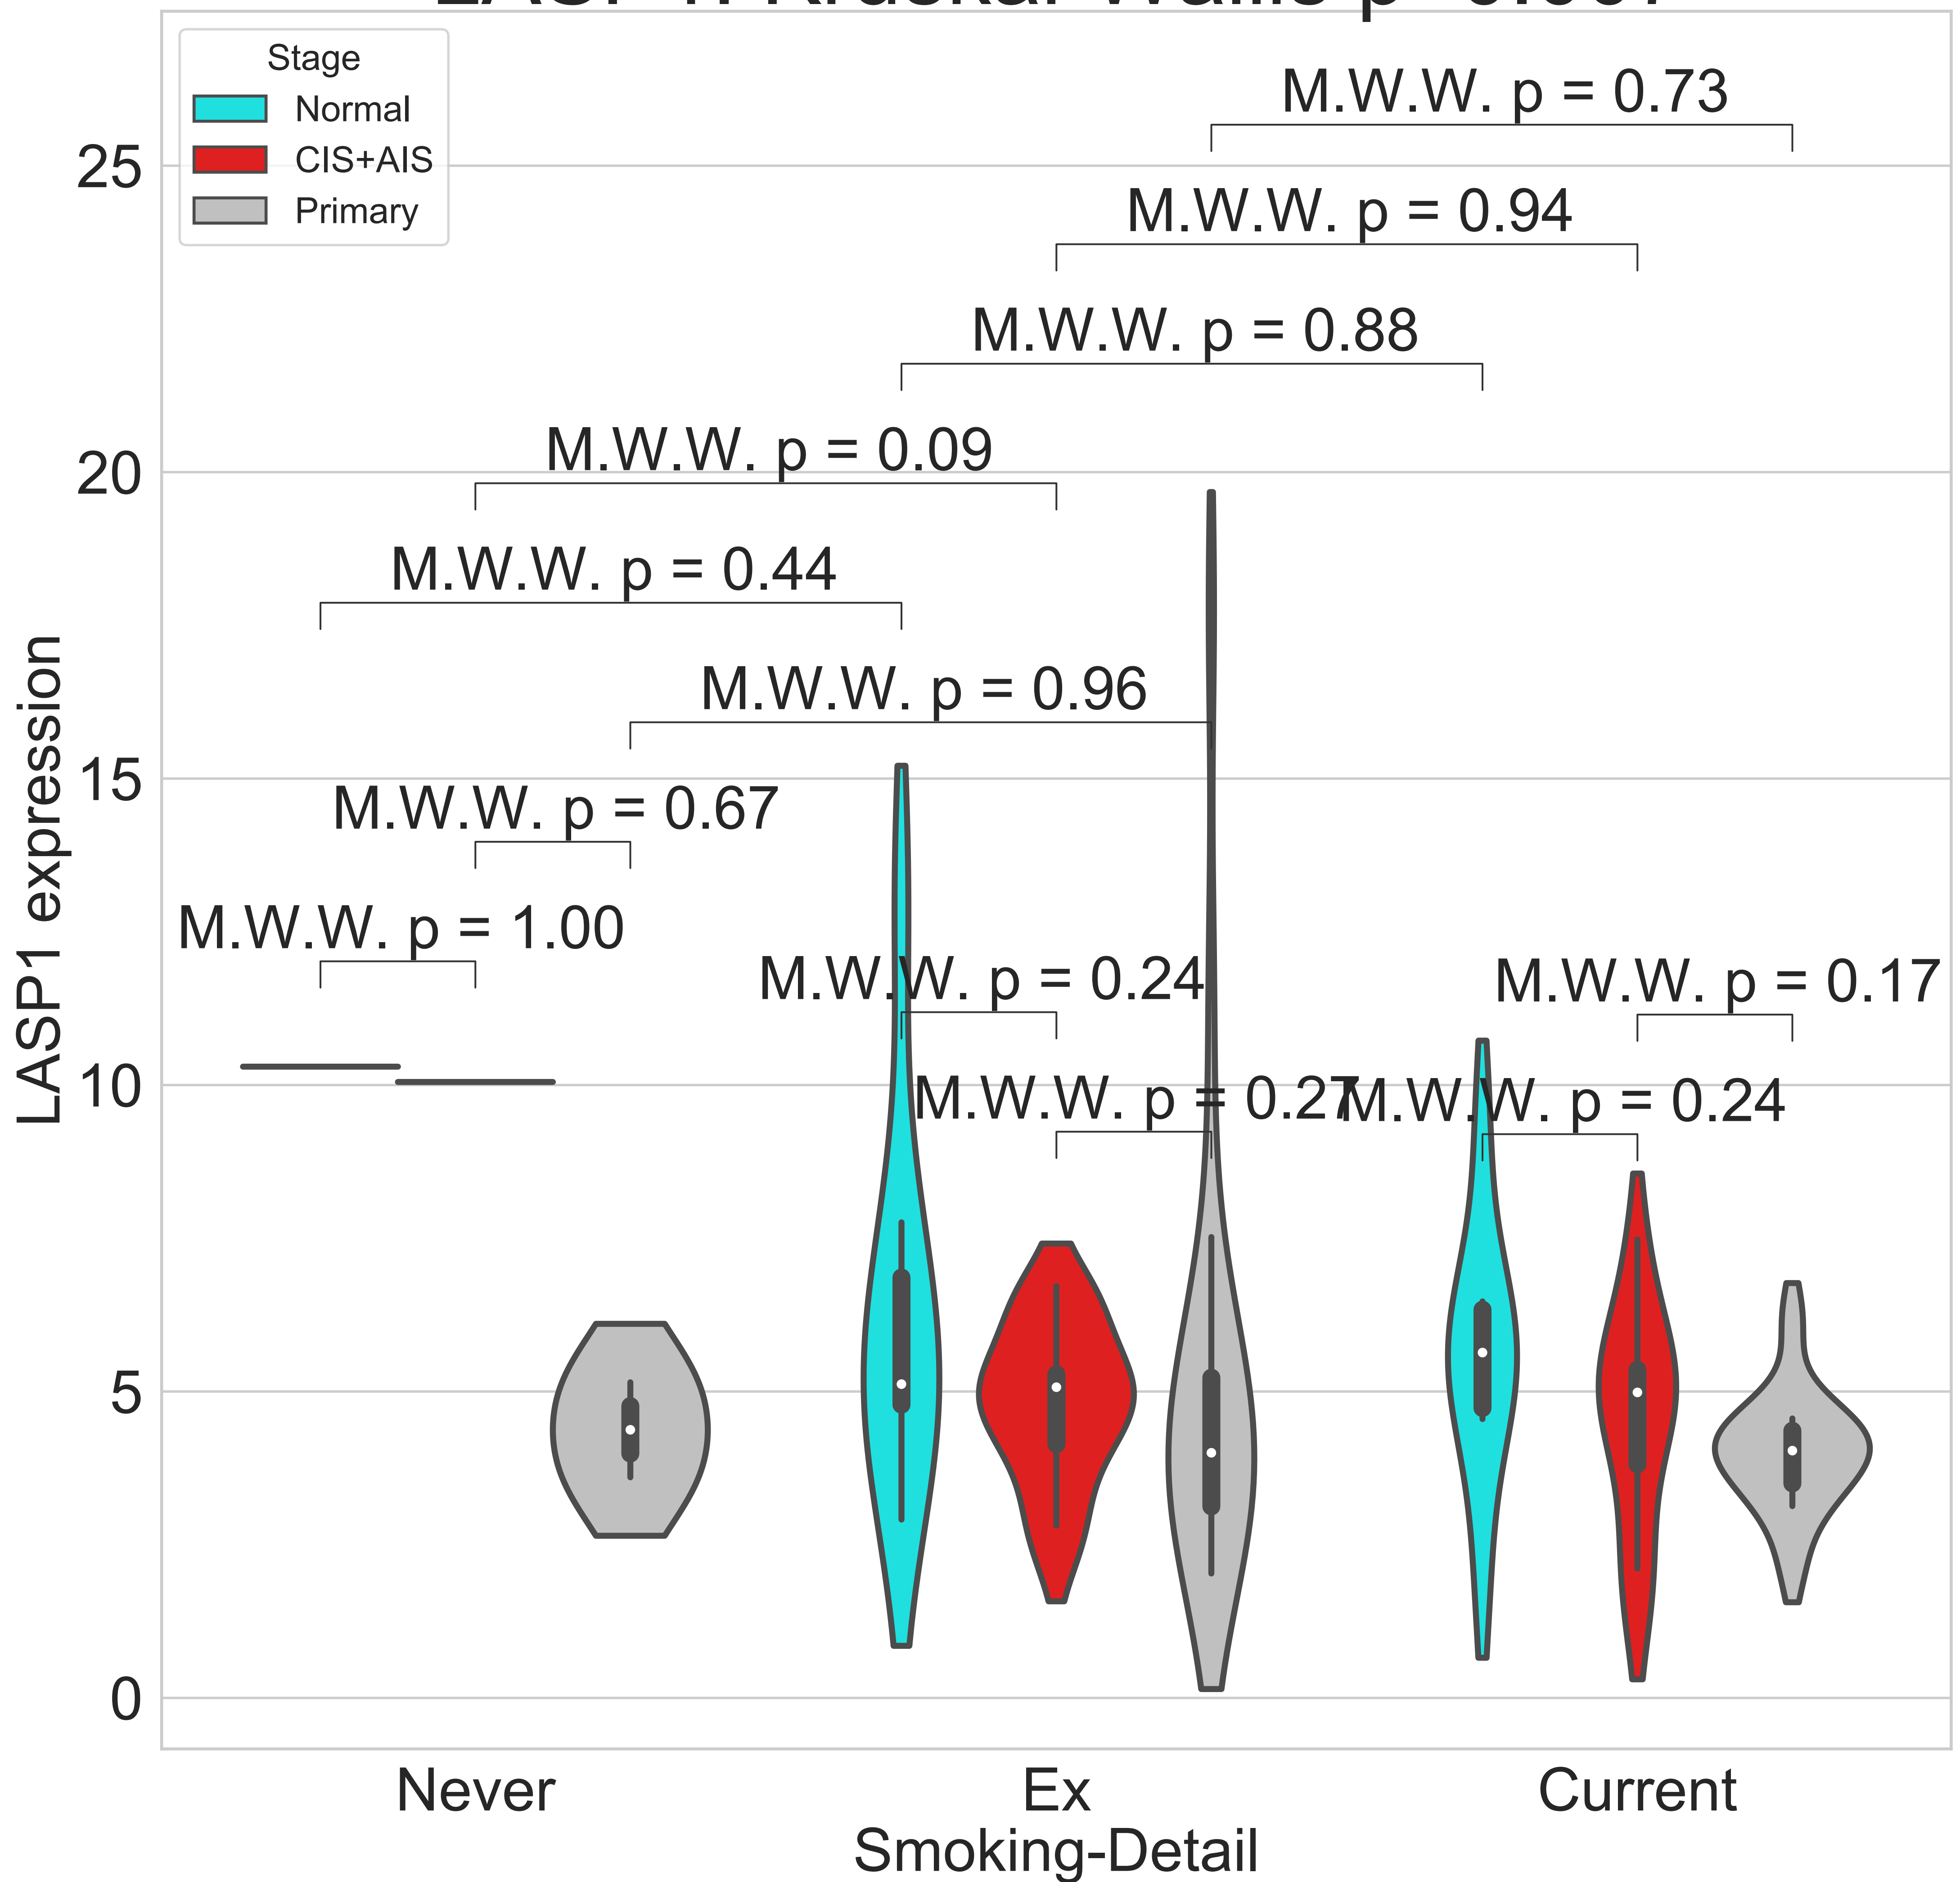 Stage
Normal
CIS+AIS
Primary
M.W.W. p = 0.73
25
M.W.W. p = 0.94
M.W.W. p = 0.88
M.W.W. p = 0.09
20
M.W.W. p = 0.44
M.W.W. p = 0.96
LASP1 expression
15
M.W.W. p = 0.67
M.W.W. p = 1.00
M.W.W. p = 0.24
M.W.W. p = 0.17
10
M.W.W. p = 0.27
M.W.W. p = 0.24
5
0
Never
Ex
Current
Smoking-Detail